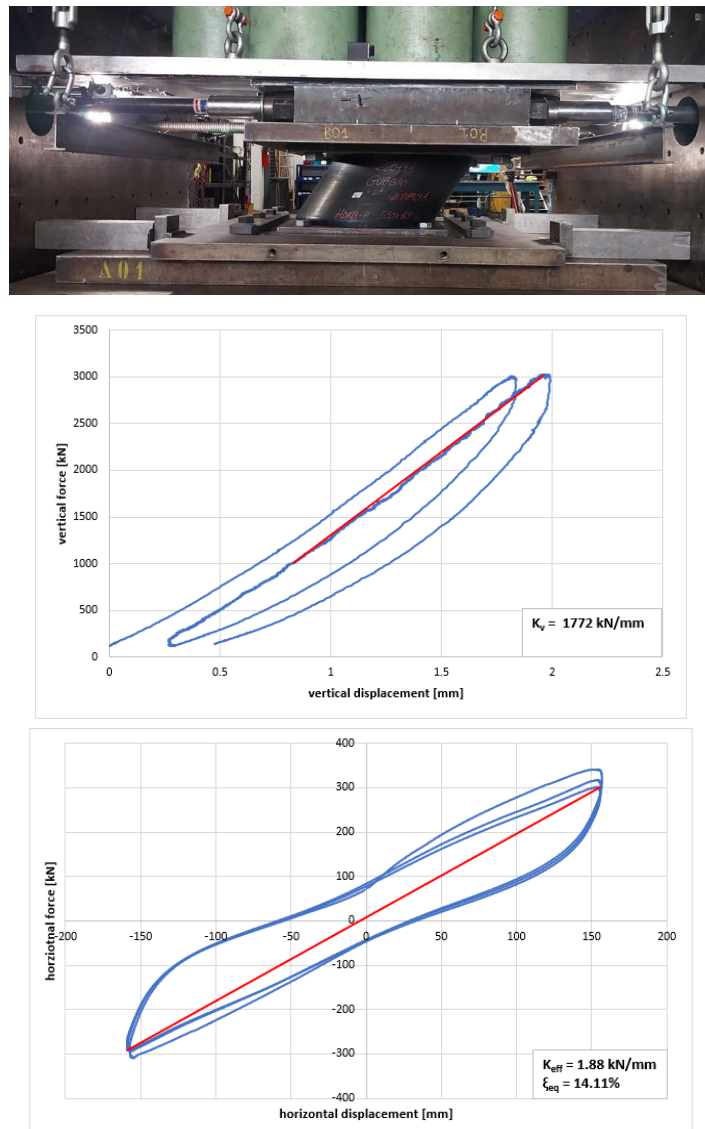 801
GUBBIO
A01
3500
3000
2500
2000
1500
1000
500
0
vertical force [kN]
Kv = 1772 kN/mm
0 0.5 1 1.5 2 2.5
vertical displacement [mm]
400
300
200
100
0
-100
-200
-300
-400
horziotnal force [kN]
-200 -150 -100 -50 0 50 100 150 200
Keff = 1.88 kN/mm
ξeq = 14.11%
horizontal displacement [mm]